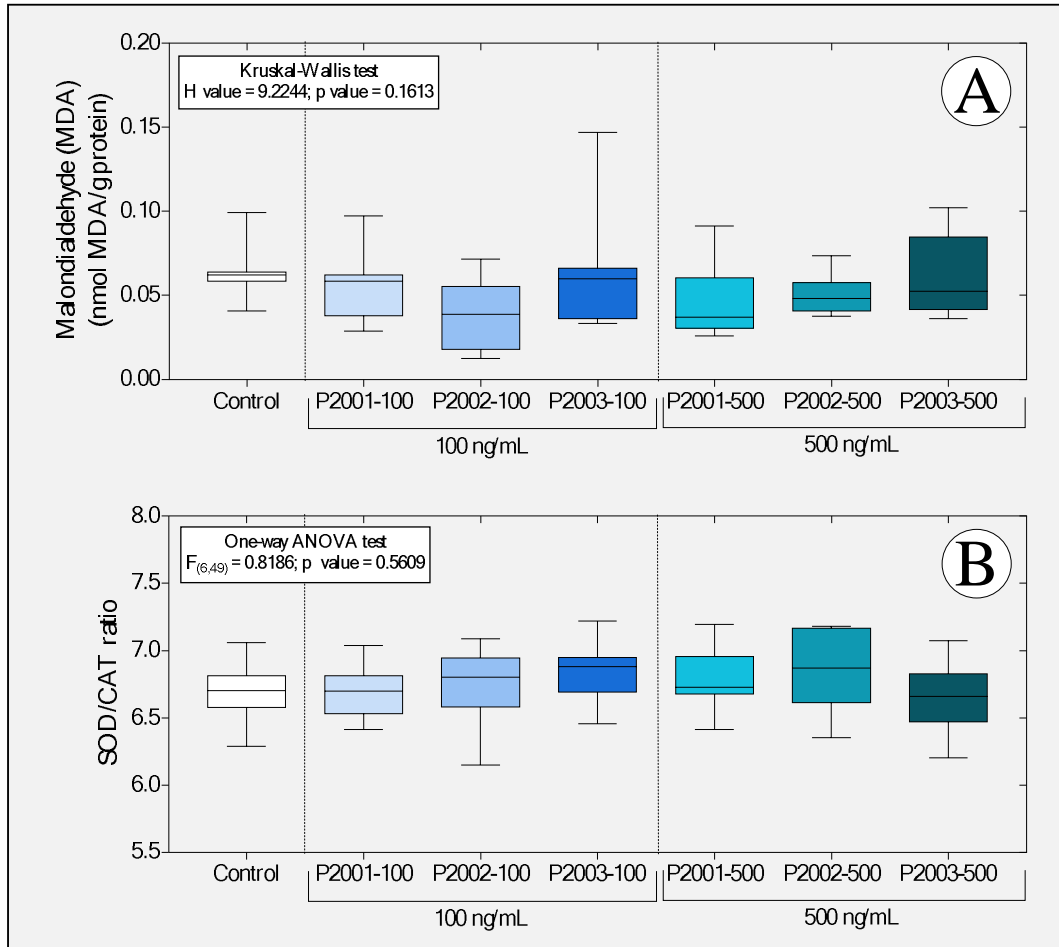 Malondialdehyde (MDA)
(nmol MDA/gprotein)
0.20
0.15
0.10
0.05
0.00
Kruskal-Wallis test
H value = 9.2244; p value = 0.1613
A
Control P2001-100 P2002-100 P2003-100 P2001-500 P2002-500 P2003-500
100 ng/mL 500 ng/mL
SOD/CAT ratio
8.0
7.5
7.0
6.5
6.0
5.5
One-way ANOVA test
F(6,49) = 0.8186; p value = 0.5609
B
Control P2001-100 P2002-100 P2003-100 P2001-500 P2002-500 P2003-500
100 ng/mL 500 ng/mL